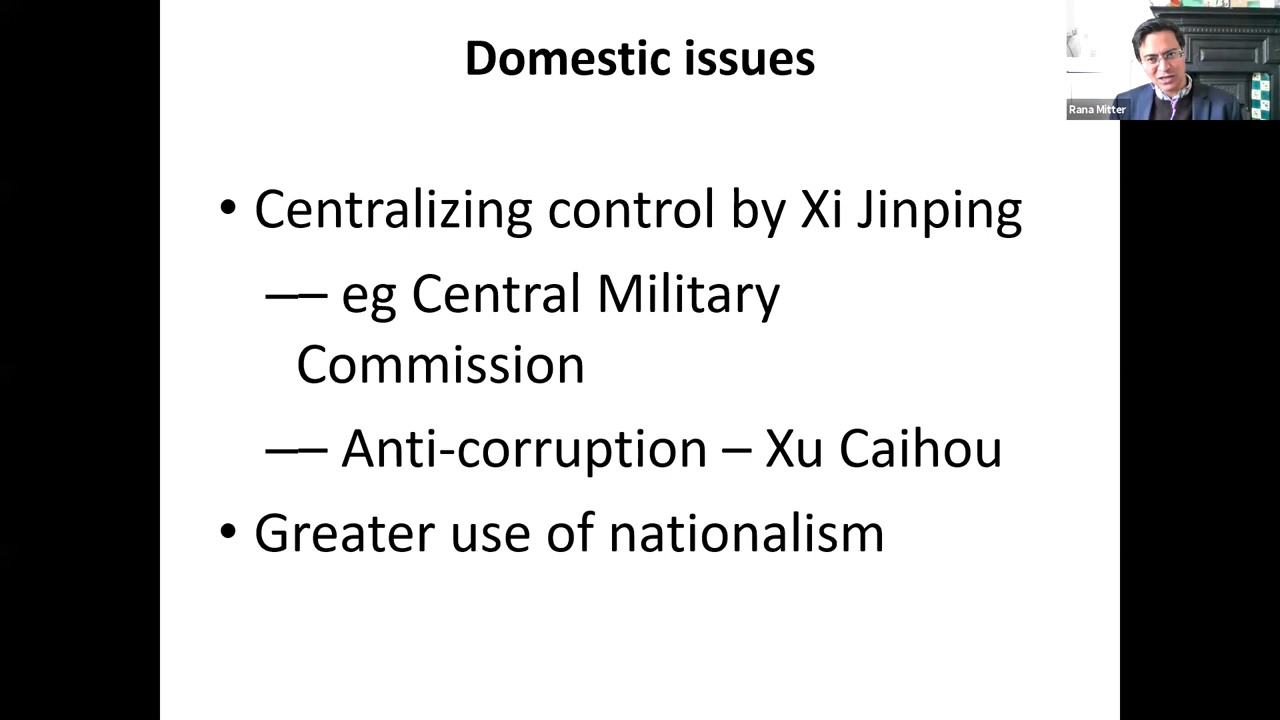 Domestic issues
Rana Mitter
• Centralizing control by Xi Jinping
—– eg Central Military
Commission
—– Anti-corruption – Xu Caihou
• Greater use of nationalism